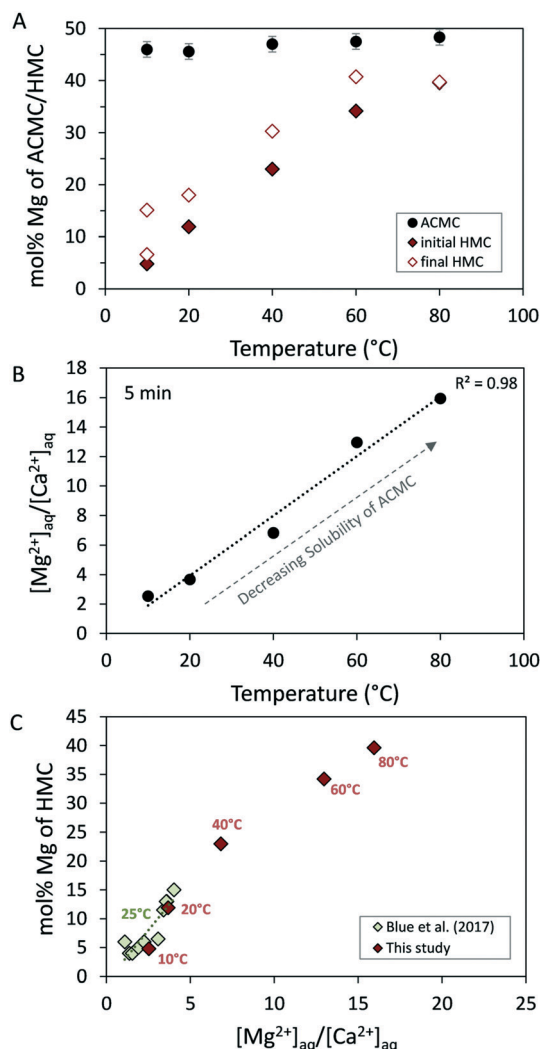 A
50
40
30
20
10
0
mol% Mg of ACMC/HMC
ACMC
initial HMC
final HMC
0 20 40 60 80 100
Temperature (°C)
B
18
16
14
12
10
8
6
4
2
0
[Mg²⁺]aq/[Ca²⁺]aq
5 min
R² = 0.98
Decreasing Solubility of ACMC
0 20 40 60 80 100
Temperature (°C)
C
45
40
35
30
25
20
15
10
5
0
mol% Mg of HMC
80°C
60°C
40°C
25°C
20°C
10°C
Blue et al. (2017)
This study
0 5 10 15 20 25
[Mg²⁺]aq/[Ca²⁺]aq